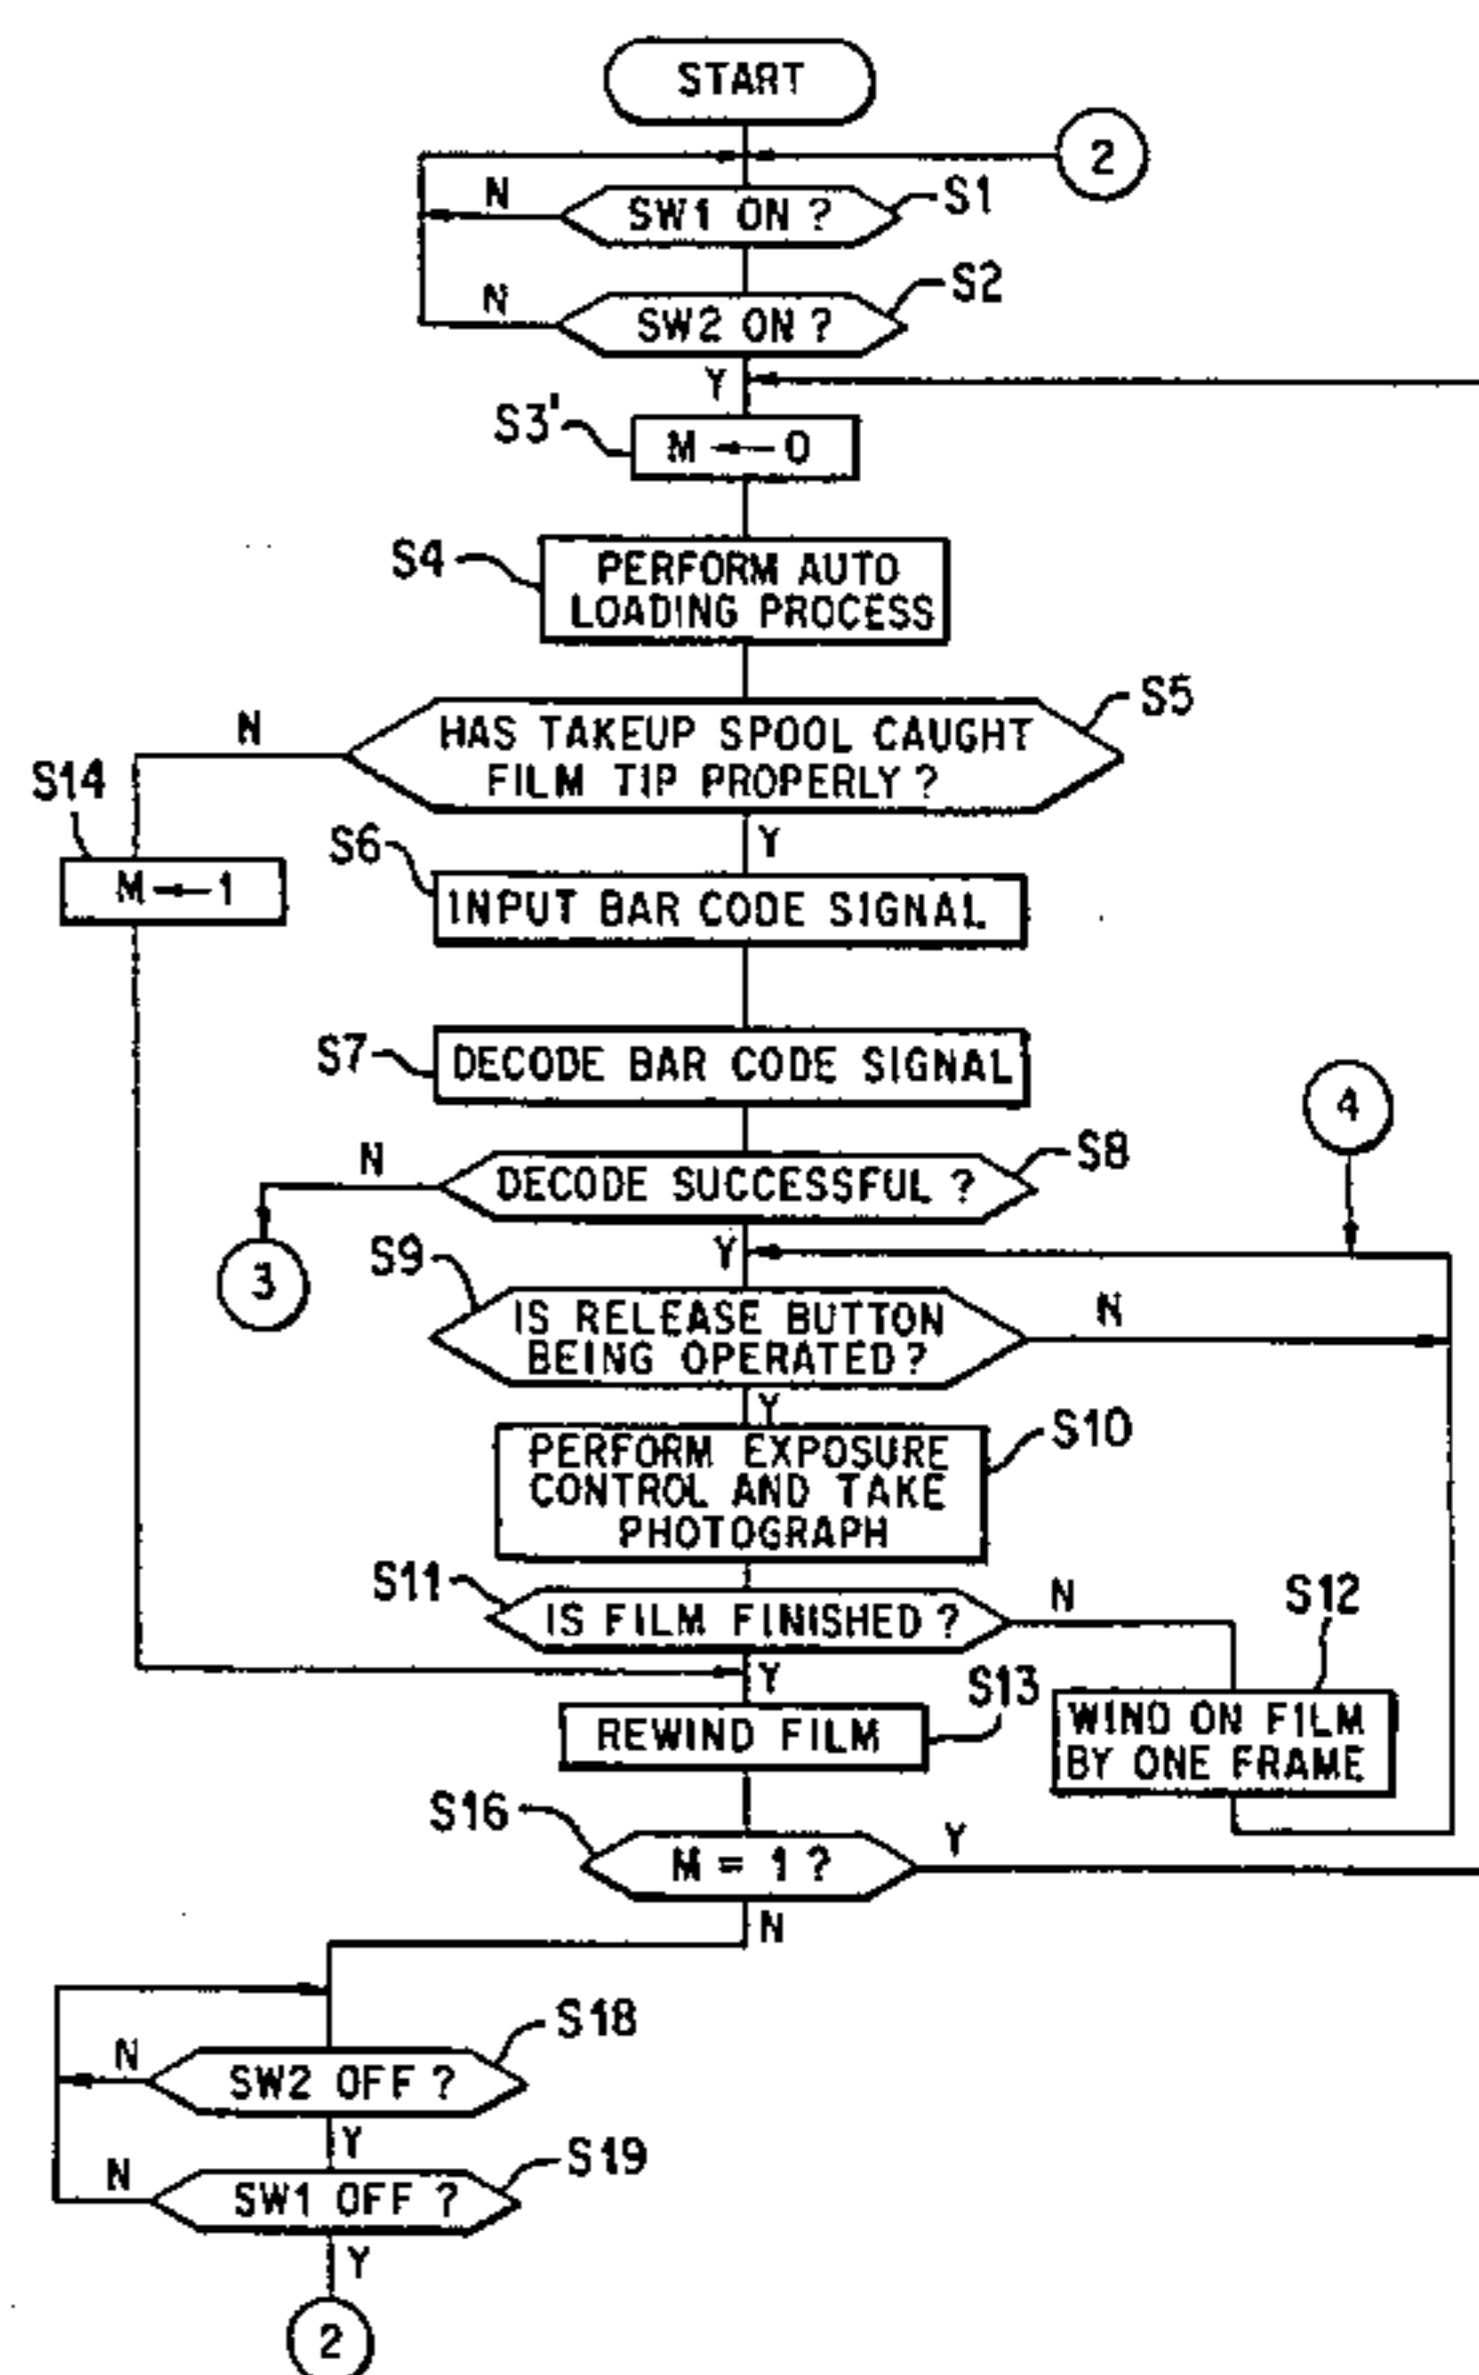 START
2
N
SW1 ON ?
S1
N
SW2 ON ?
S2
Y
S3'
M ← 0
S4
PERFORM AUTO
LOADING PROCESS
N
HAS TAKEUP SPOOL CAUGHT
FILM TIP PROPERLY ?
S5
S14
M ← 1
Y
S6
INPUT BAR CODE SIGNAL
S7
DECODE BAR CODE SIGNAL
4
N
DECODE SUCCESSFUL ?
S8
3
Y
S9
IS RELEASE BUTTON
BEING OPERATED ?
N
Y
PERFORM EXPOSURE
CONTROL AND TAKE
PHOTOGRAPH
S10
S11
IS FILM FINISHED ?
N
S12
Y
REWIND FILM
S13
WIND ON FILM
BY ONE FRAME
S16
M = 1 ?
Y
N
N
SW2 OFF ?
S18
Y
N
SW1 OFF ?
S19
Y
2